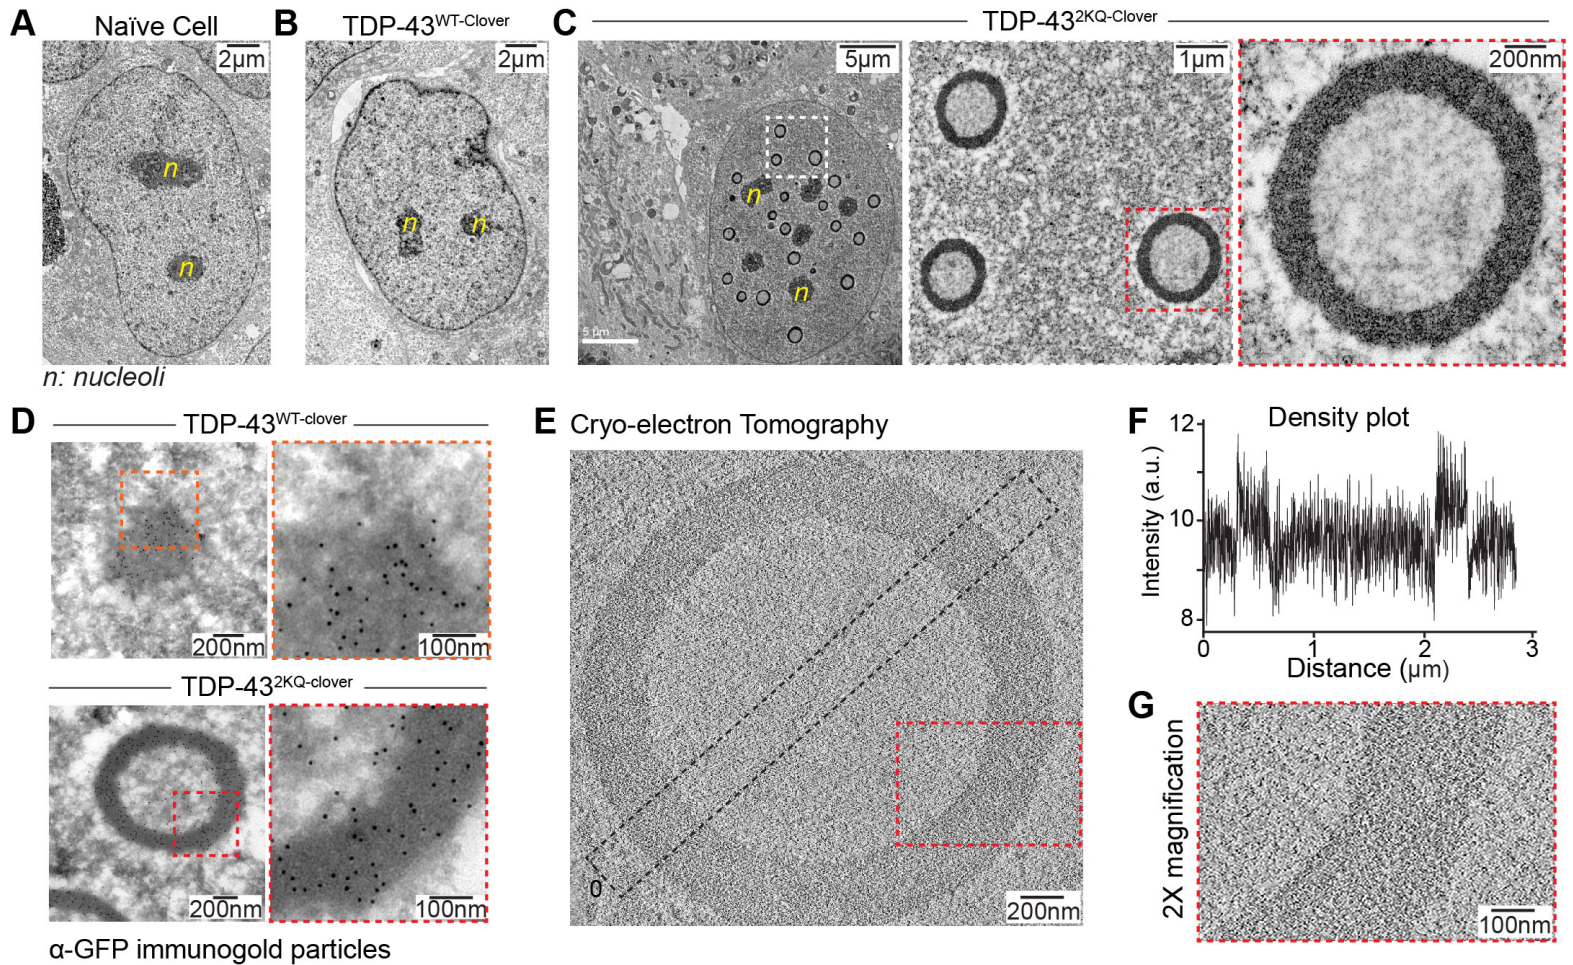 A Naïve Cell
2µm
n
n
n: nucleoli
B TDP-43WT-Clover
2µm
n
n
C TDP-432KQ-Clover
5µm
n
n
5 µm
1µm
200nm
D TDP-43WT-clover
200nm
100nm
TDP-432KQ-clover
200nm
100nm
α-GFP immunogold particles
E Cryo-electron Tomography
0
200nm
F Density plot
Intensity (a.u.)
12
10
8
0
1
2
3
Distance (µm)
G
2X magnification
100nm